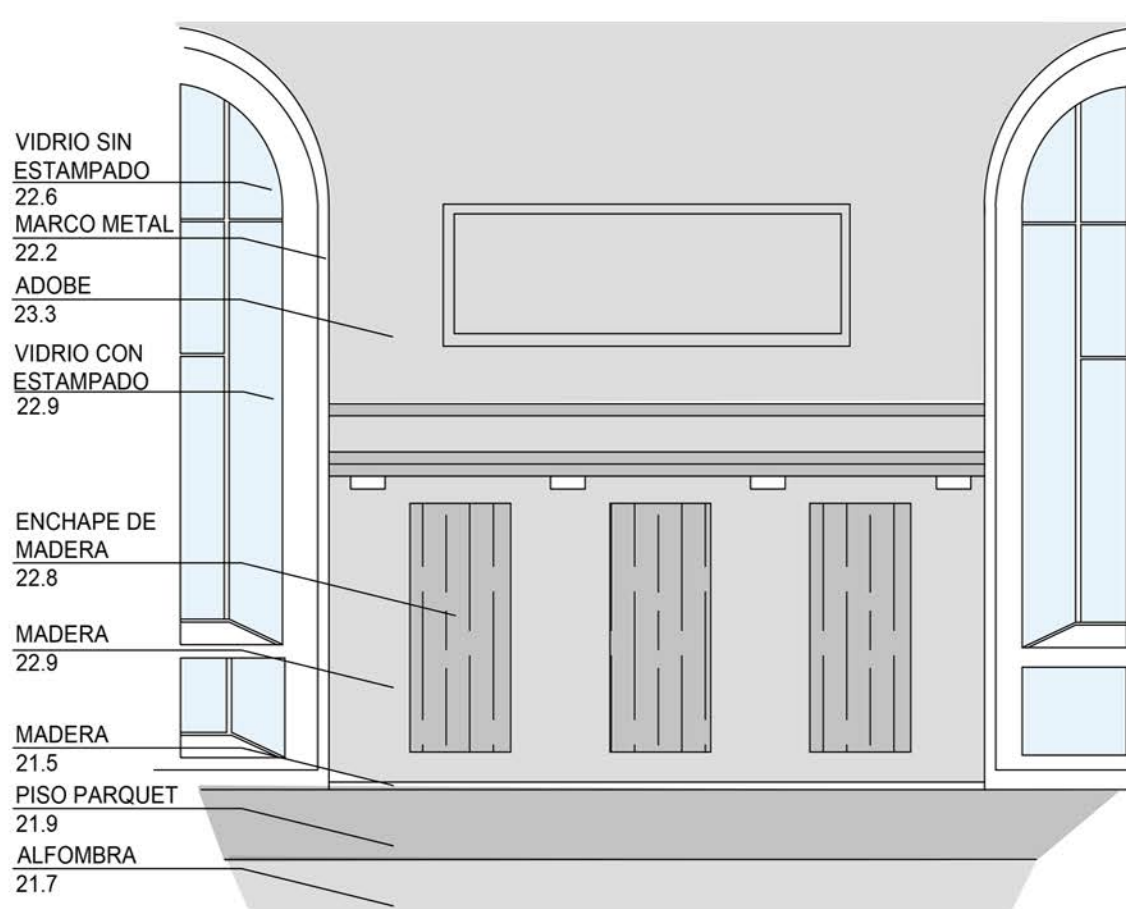 VIDRIO SIN
ESTAMPADO
22.6
MARCO METAL
22.2
ADOBE
23.3
VIDRIO CON
ESTAMPADO
22.9
ENCHAPE DE
MADERA
22.8
MADERA
22.9
MADERA
21.5
PISO PARQUET
21.9
ALFOMBRA
21.7